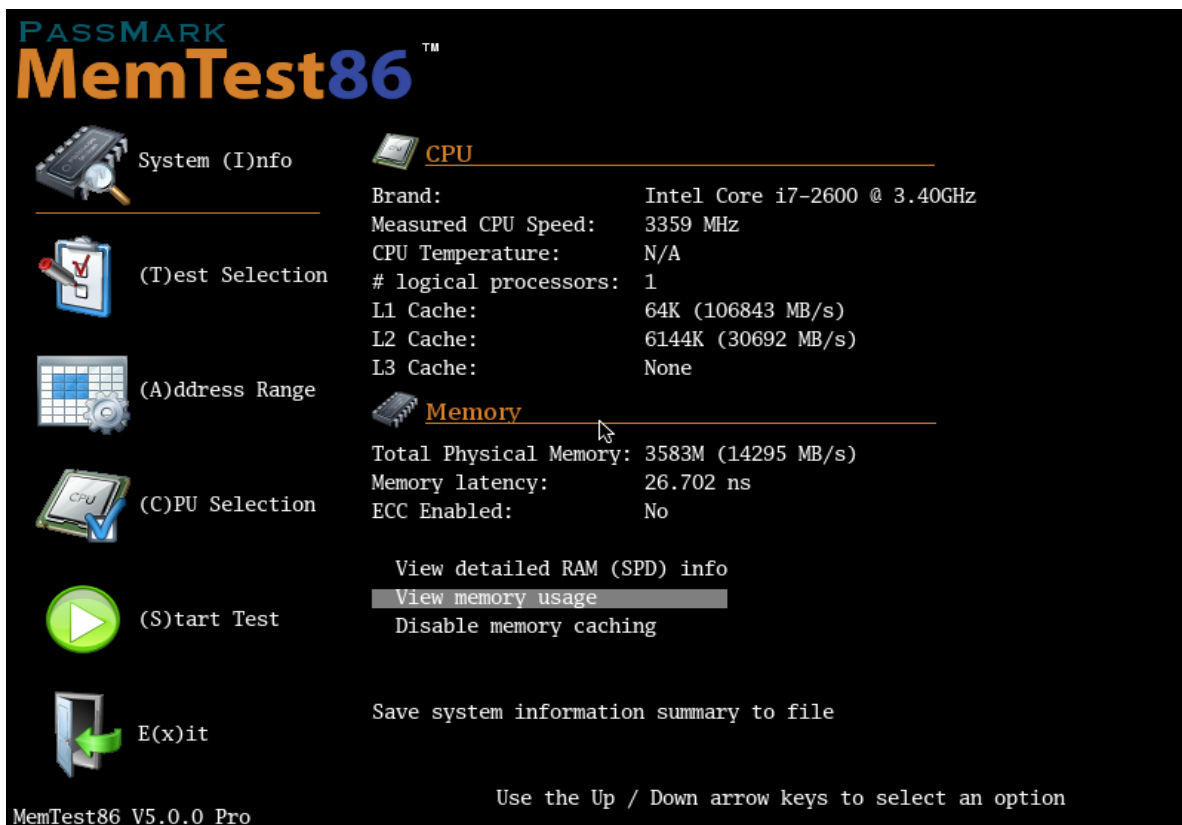 PASSMARK
MemTest86™
System (I)nfo
(T)est Selection
(A)ddress Range
(C)PU Selection
CPU
(S)tart Test
E(x)it
MemTest86 V5.0.0 Pro
CPU
Brand: Intel Core i7-2600 @ 3.40GHz
Measured CPU Speed: 3359 MHz
CPU Temperature: N/A
# logical processors: 1
L1 Cache: 64K (106843 MB/s)
L2 Cache: 6144K (30692 MB/s)
L3 Cache: None
Memory
Total Physical Memory: 3583M (14295 MB/s)
Memory latency: 26.702 ns
ECC Enabled: No
View detailed RAM (SPD) info
View memory usage
Disable memory caching
Save system information summary to file
Use the Up / Down arrow keys to select an option